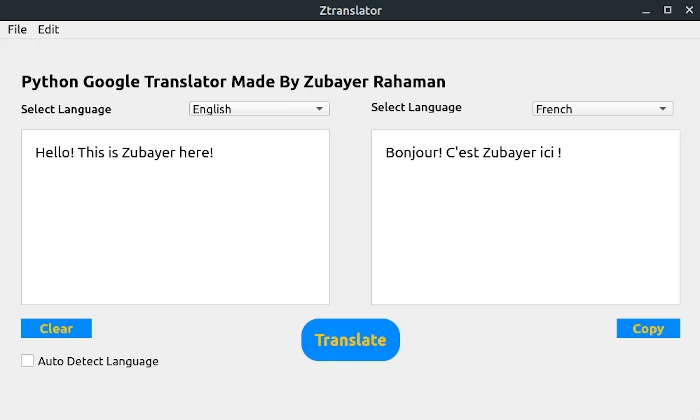 Ztranslator
File Edit
Python Google Translator Made By Zubayer Rahaman
Select Language English
Select Language French
Hello! This is Zubayer here!
Bonjour! C'est Zubayer ici !
Clear
Translate
Copy
Auto Detect Language